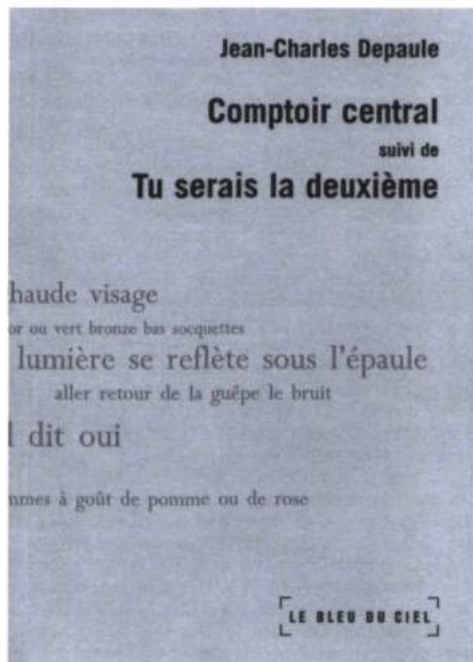 Jean-Charles Depaule
Comptoir central
suivi de
Tu serais la deuxième
haude visage
or ou vert bronze bas socquettes
lumière se reflète sous l'épaule
aller retour de la guêpe le bruit
l dit oui
mmes à goût de pomme ou de rose
LE BLEU DU CIEL